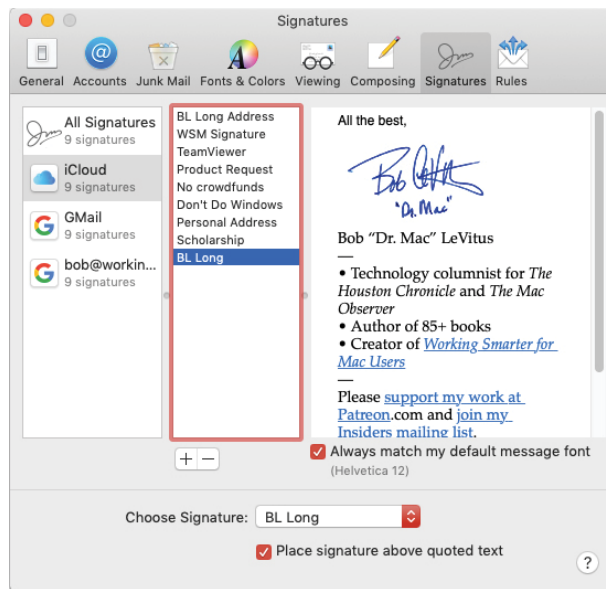 Signatures
General Accounts Junk Mail Fonts & Colors Viewing Composing Signatures Rules
All Signatures
9 signatures
iCloud
9 signatures
GMail
9 signatures
bob@workin...
9 signatures
BL Long Address
WSM Signature
TeamViewer
Product Request
No crowdfunds
Don't Do Windows
Personal Address
Scholarship
BL Long
All the best,
Bob LeVitus
"Dr. Mac"
Bob “Dr. Mac” LeVitus
—
• Technology columnist for The
Houston Chronicle and The Mac
Observer
• Author of 85+ books
• Creator of Working Smarter for
Mac Users
—
Please support my work at
Patreon.com and join my
Insiders mailing list.
+ −
Always match my default message font
(Helvetica 12)
Choose Signature: BL Long
Place signature above quoted text
?